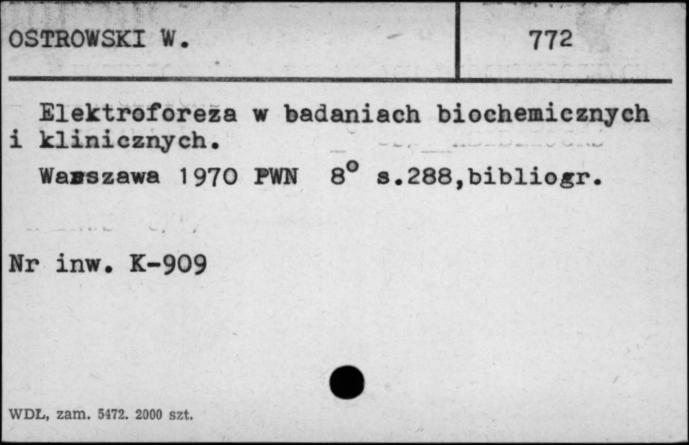 OSTROWSKI W.
772
Elektroforeza w badaniach biochemicznych
i klinicznych.
Warszawa 1970 PWN 8° s.288,bibliogr.
Nr inw. K-909
WDL, zam. 5472. 2000 szt.